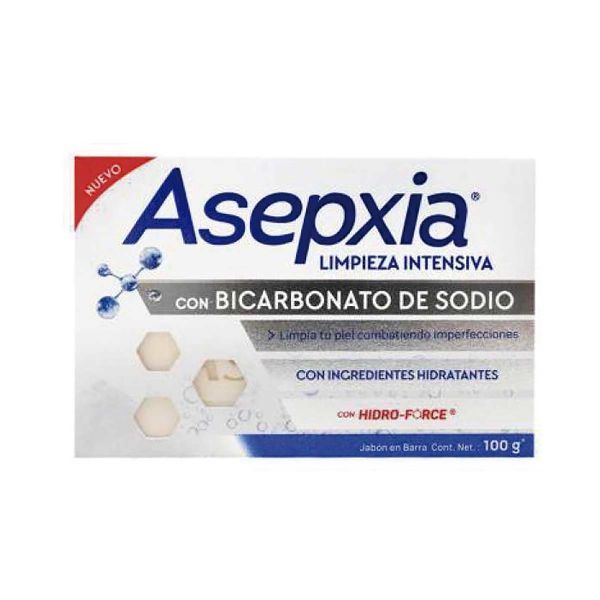 NUEVO
Asepxia®
LIMPIEZA INTENSIVA
CON BICARBONATO DE SODIO
> Limpia tu piel combatiendo imperfecciones
CON INGREDIENTES HIDRATANTES
CON HIDRO-FORCE®
Jabón en Barra Cont. Net.: 100 g*